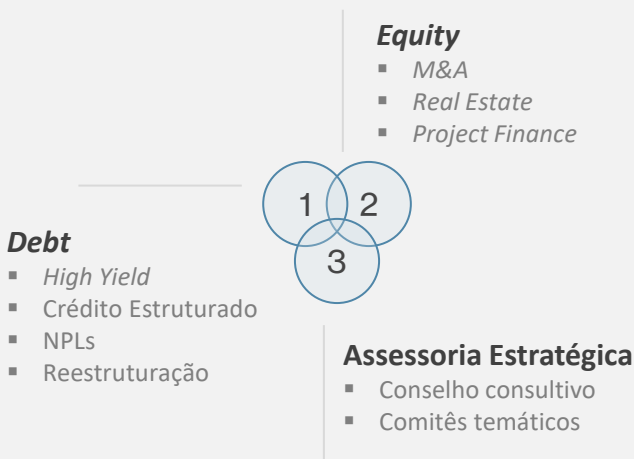 Equity
▪ M&A
▪ Real Estate
▪ Project Finance
1 2
3
Debt
▪ High Yield
▪ Crédito Estruturado
▪ NPLs
▪ Reestruturação
Assessoria Estratégica
▪ Conselho consultivo
▪ Comitês temáticos